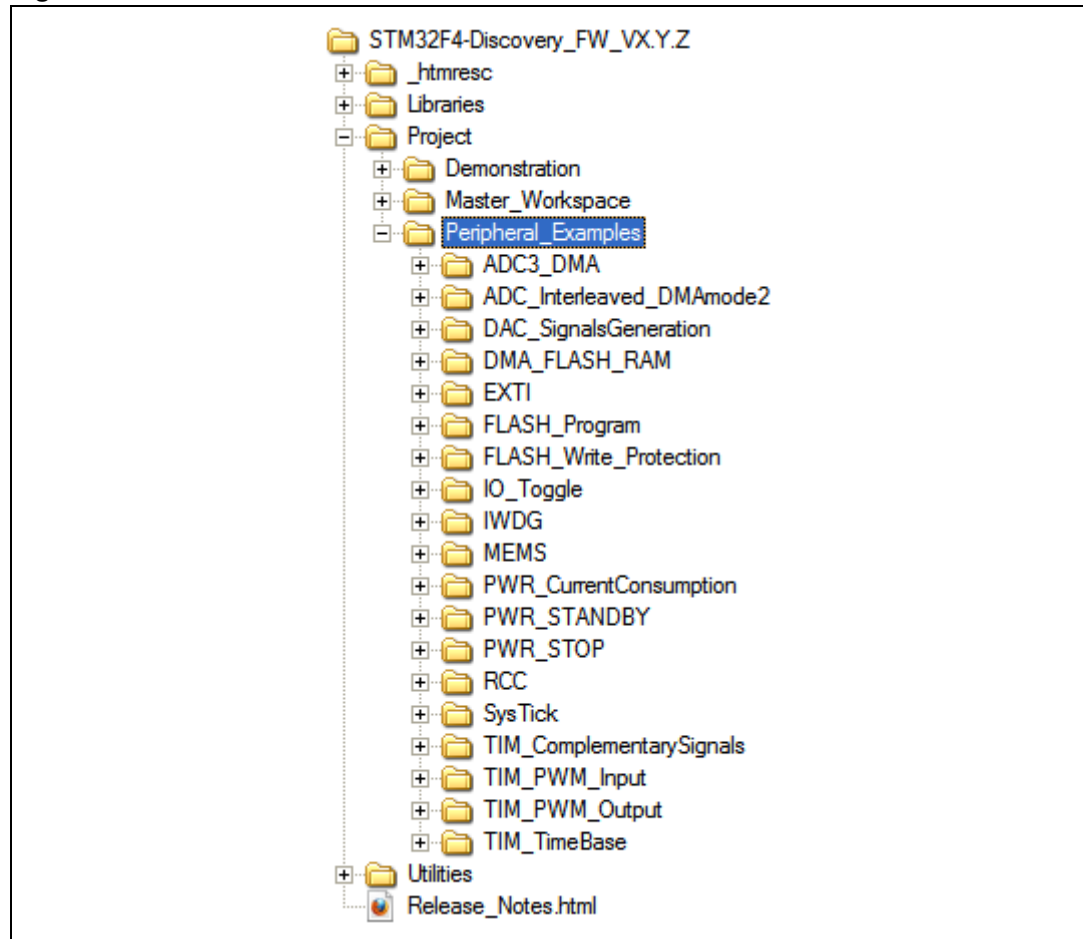 STM32F4-Discovery_FW_VX.Y.Z
_htmresc
Libraries
Project
Demonstration
Master_Workspace
Peripheral_Examples
ADC3_DMA
ADC_Interleaved_DMAmode2
DAC_SignalsGeneration
DMA_FLASH_RAM
EXTI
FLASH_Program
FLASH_Write_Protection
IO_Toggle
IWDG
MEMS
PWR_CurrentConsumption
PWR_STANDBY
PWR_STOP
RCC
SysTick
TIM_ComplementarySignals
TIM_PWM_Input
TIM_PWM_Output
TIM_TimeBase
Utilities
Release_Notes.html